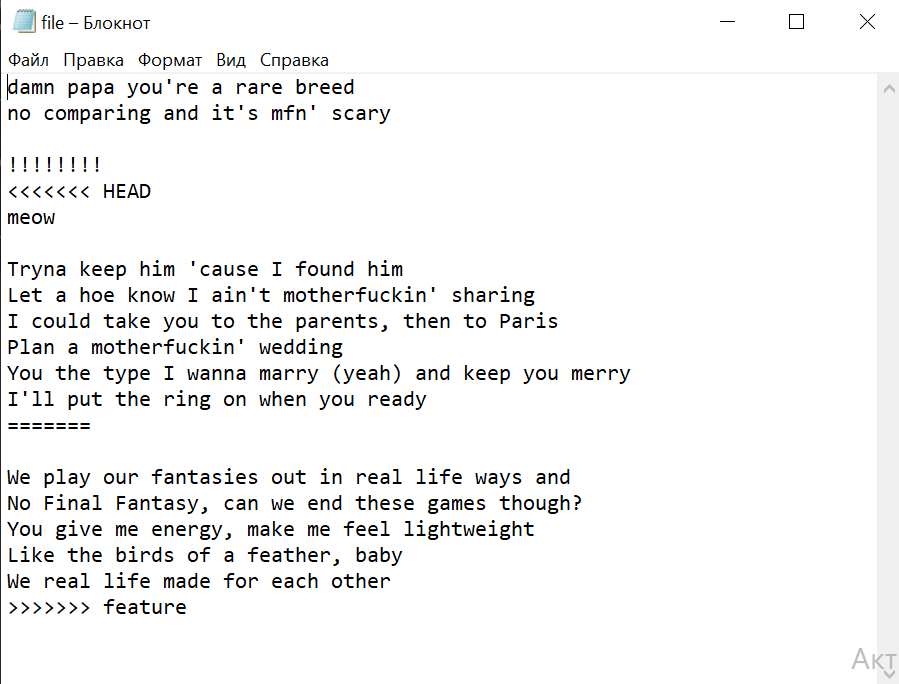 file – Блокнот
Файл Правка Формат Вид Справка
damn papa you're a rare breed
no comparing and it's mfn' scary

!!!!!!!!
<<<<<<< HEAD
meow

Tryna keep him 'cause I found him
Let a hoe know I ain't motherfuckin' sharing
I could take you to the parents, then to Paris
Plan a motherfuckin' wedding
You the type I wanna marry (yeah) and keep you merry
I'll put the ring on when you ready
=======

We play our fantasies out in real life ways and
No Final Fantasy, can we end these games though?
You give me energy, make me feel lightweight
Like the birds of a feather, baby
We real life made for each other
>>>>>>> feature
Акт